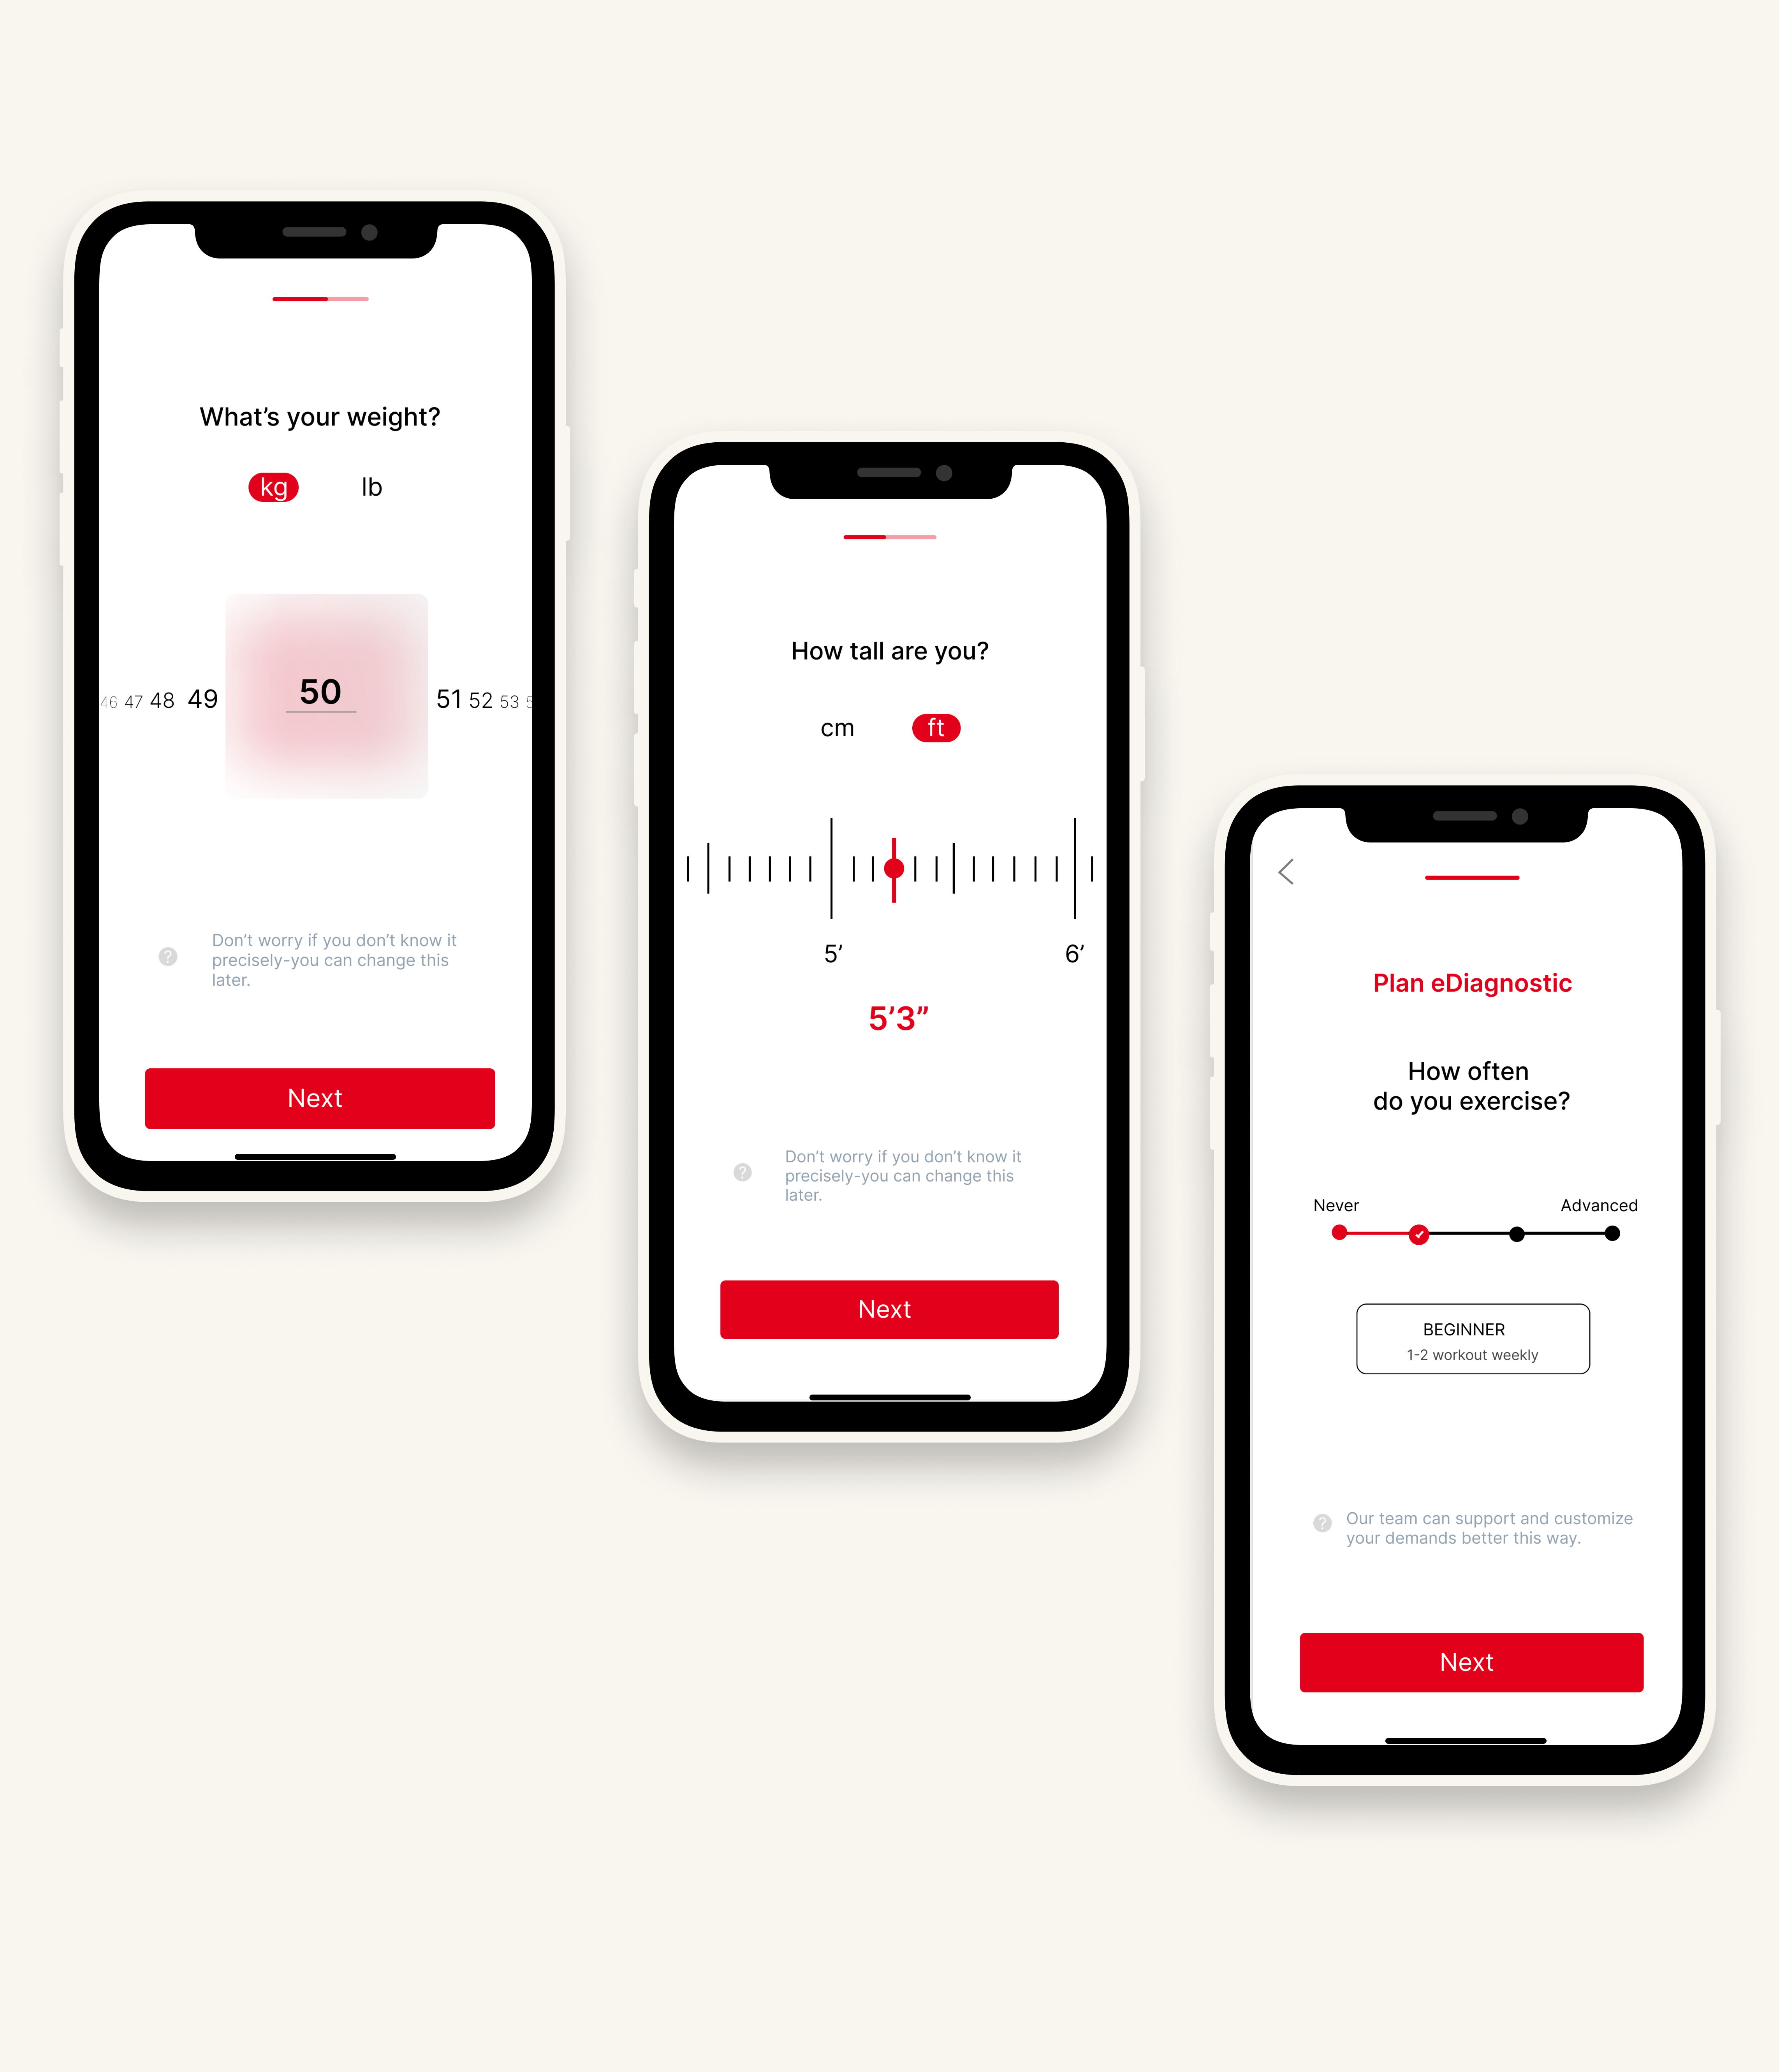 What’s your weight?
kg lb
46 47 48 49 50 51 52 53
Don’t worry if you don’t know it
precisely-you can change this
later.
Next
How tall are you?
cm ft
5’ 6’
5’3”
Don’t worry if you don’t know it
precisely-you can change this
later.
Next
Plan eDiagnostic
How often
do you exercise?
Never Advanced
BEGINNER
1-2 workout weekly
? Our team can support and customize
your demands better this way.
Next